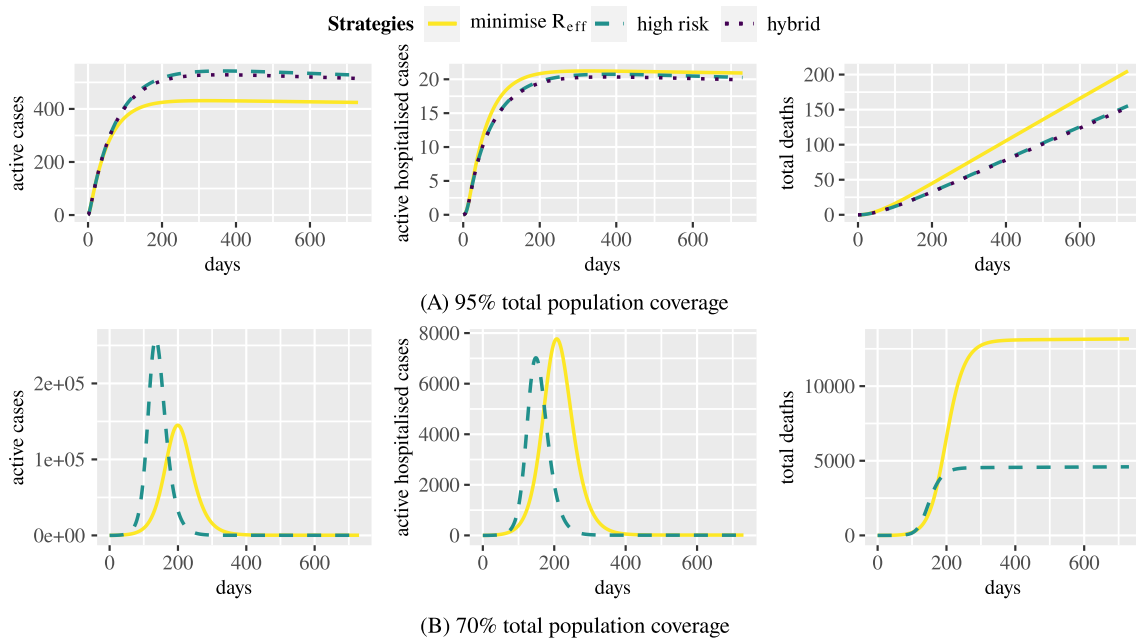 Strategies minimise R_eff high risk hybrid
active cases
400
200
0
0 200 400 600
days
active hospitalised cases
20
15
10
5
0
0 200 400 600
days
total deaths
200
150
100
50
0
0 200 400 600
days
(A) 95% total population coverage
active cases
2e+05
1e+05
0e+00
0 200 400 600
days
active hospitalised cases
8000
6000
4000
2000
0
0 200 400 600
days
total deaths
10000
5000
0
0 200 400 600
days
(B) 70% total population coverage